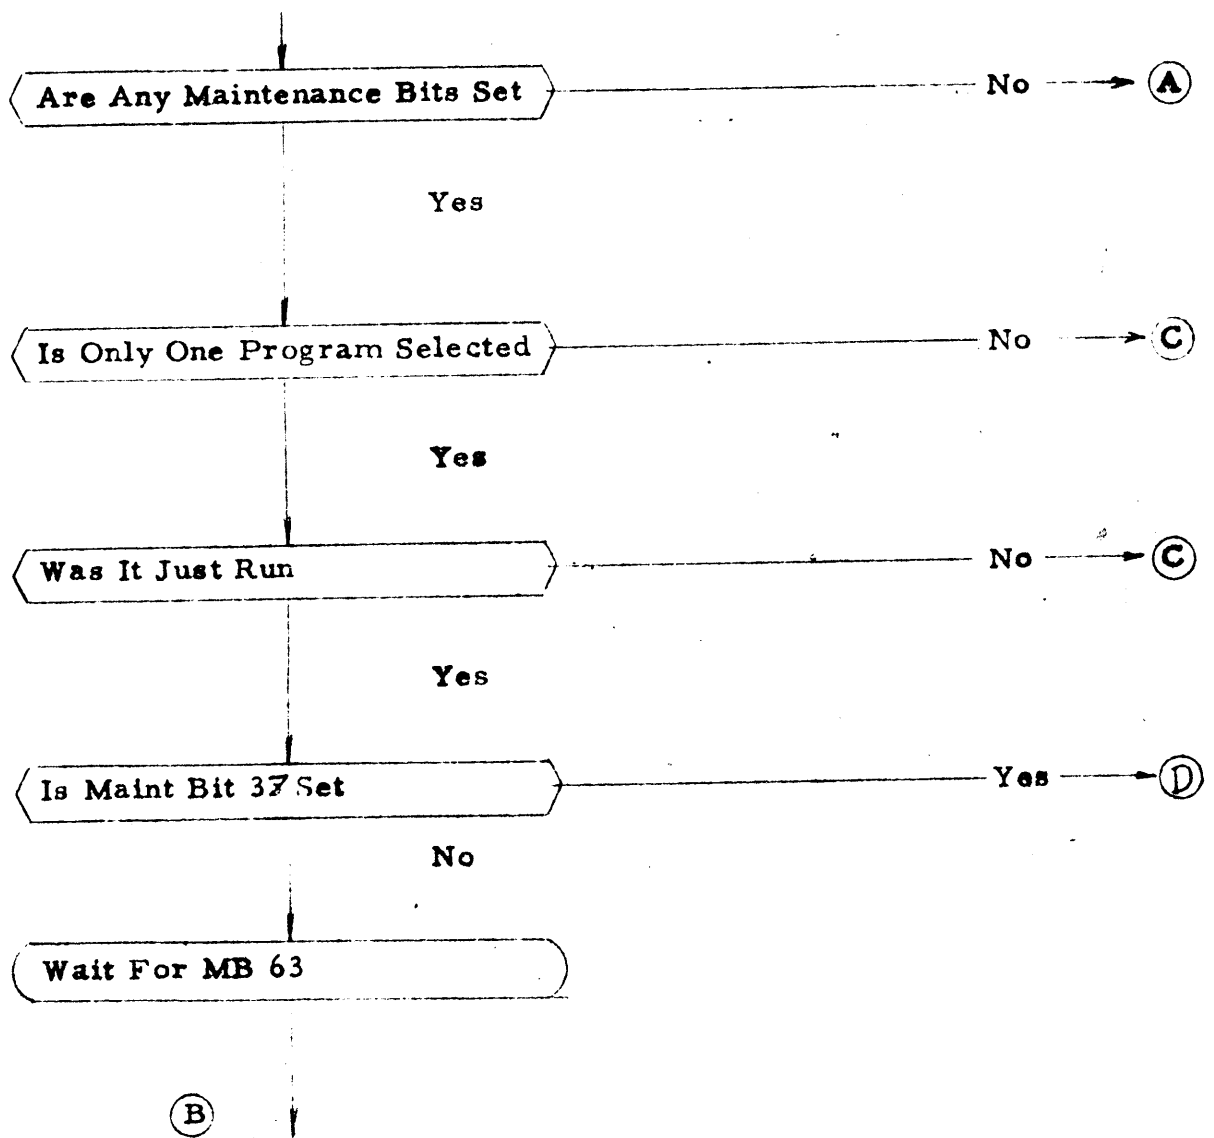 Are Any Maintenance Bits Set No A
Yes
Is Only One Program Selected No C
Yes
Was It Just Run No C
Yes
Is Maint Bit 37 Set Yes D
No
Wait For MB 63
B